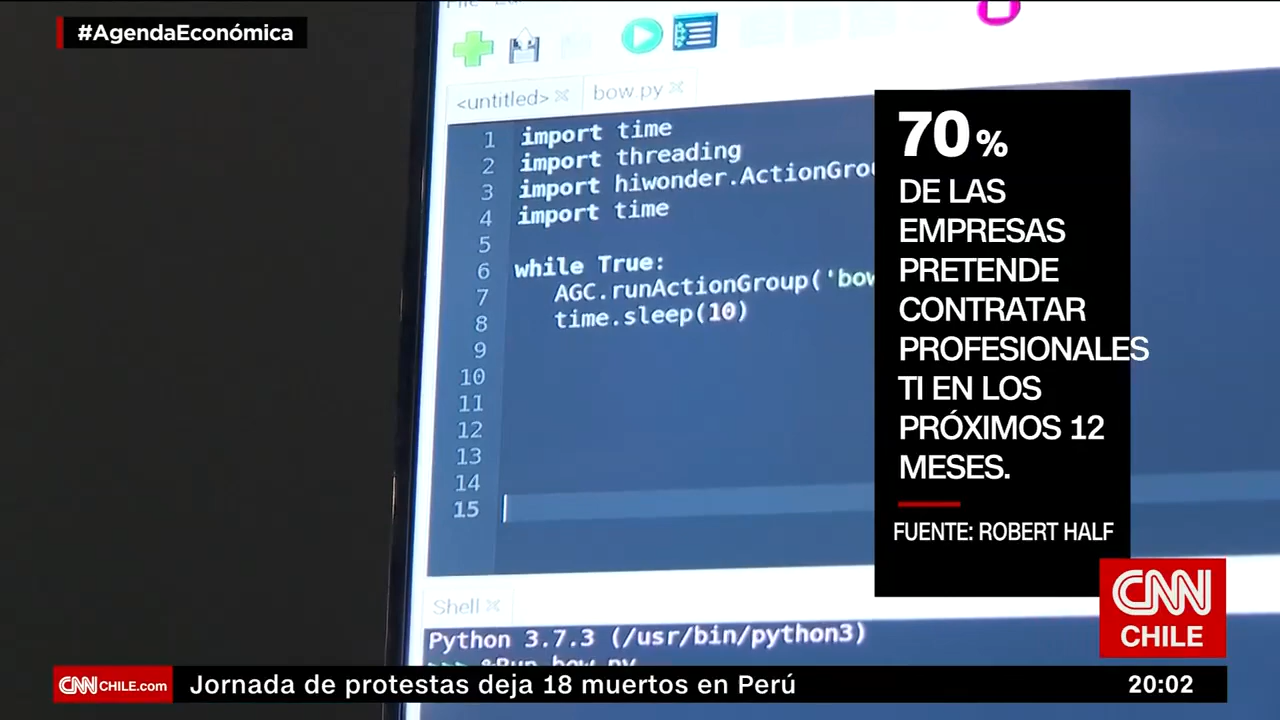 #AgendaEconómica
<untitled>
bow.py
1 import time
2 import threading
3 import hiwonder.ActionGrou
4 import time
5
6 while True:
7 AGC.runActionGroup('bow
8 time.sleep(10)
9
10
11
12
13
14
15
Shell
Python 3.7.3 (/usr/bin/python3)
>>> %Run bow.py
70%
DE LAS
EMPRESAS
PRETENDE
CONTRATAR
PROFESIONALES
TI EN LOS
PRÓXIMOS 12
MESES.
FUENTE: ROBERT HALF
CNN
CHILE
CNNCHILE.com
Jornada de protestas deja 18 muertos en Perú
20:02